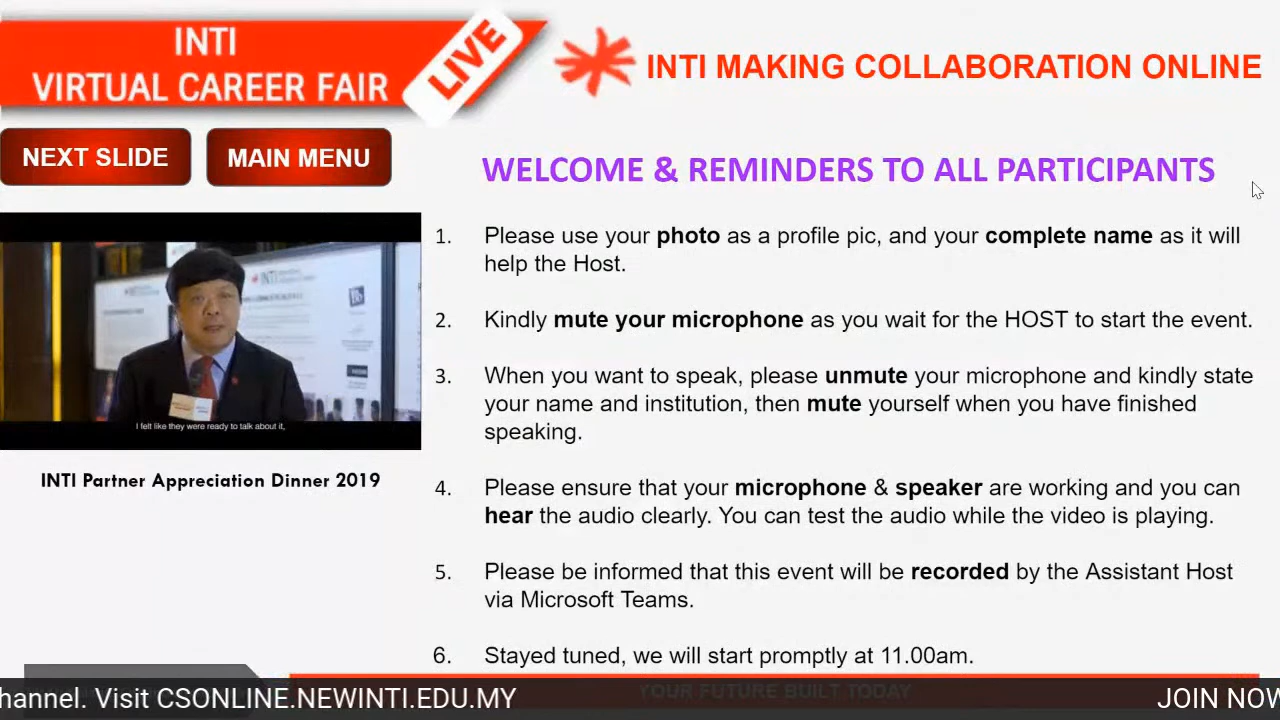 INTI
VIRTUAL CAREER FAIR
LIVE
INTI MAKING COLLABORATION ONLINE
NEXT SLIDE
MAIN MENU
WELCOME & REMINDERS TO ALL PARTICIPANTS
1. Please use your photo as a profile pic, and your complete name as it will
help the Host.
2. Kindly mute your microphone as you wait for the HOST to start the event.
3. When you want to speak, please unmute your microphone and kindly state
your name and institution, then mute yourself when you have finished
speaking.
4. Please ensure that your microphone & speaker are working and you can
hear the audio clearly. You can test the audio while the video is playing.
5. Please be informed that this event will be recorded by the Assistant Host
via Microsoft Teams.
6. Stayed tuned, we will start promptly at 11.00am.
INTI
I felt like they were ready to talk about it,
INTI Partner Appreciation Dinner 2019
YOUR FUTURE BUILT TODAY
hannel. Visit CSONLINE.NEWINTI.EDU.MY
JOIN NOW